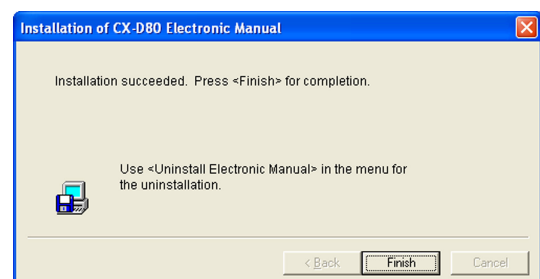 Installation of CX-D80 Electronic Manual
Installation succeeded.  Press <Finish> for completion.
Use <Uninstall Electronic Manual> in the menu for
the uninstallation.
< Back
Finish
Cancel